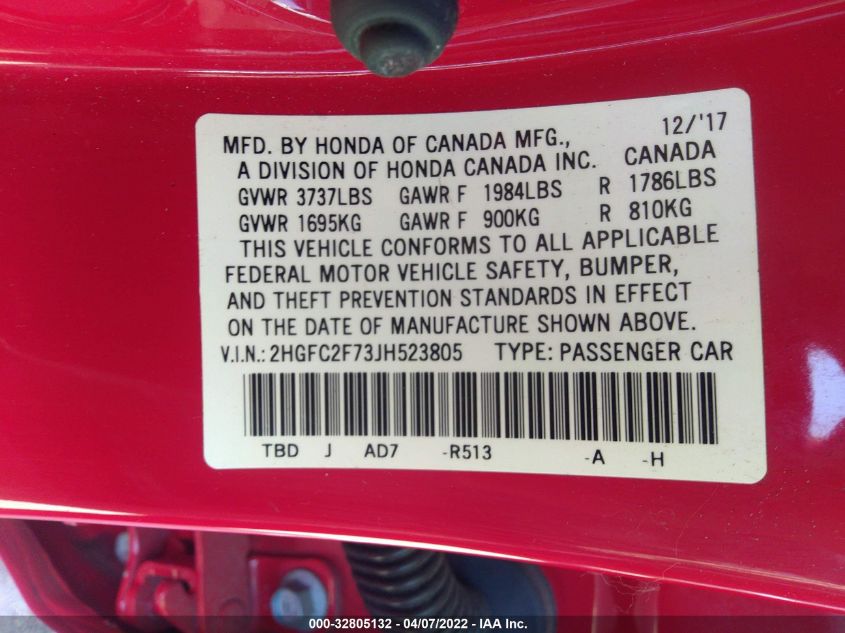 MFD. BY HONDA OF CANADA MFG., 12/'17
A DIVISION OF HONDA CANADA INC. CANADA
GVWR 3737LBS GAWR F 1984LBS R 1786LBS
GVWR 1695KG GAWR F 900KG R 810KG
THIS VEHICLE CONFORMS TO ALL APPLICABLE
FEDERAL MOTOR VEHICLE SAFETY, BUMPER,
AND THEFT PREVENTION STANDARDS IN EFFECT
ON THE DATE OF MANUFACTURE SHOWN ABOVE.
V.I.N.: 2HGFC2F73JH523805 TYPE: PASSENGER CAR
TBD J AD7 -R513 -A -H
000-32805132 - 04/07/2022 - IAA Inc.